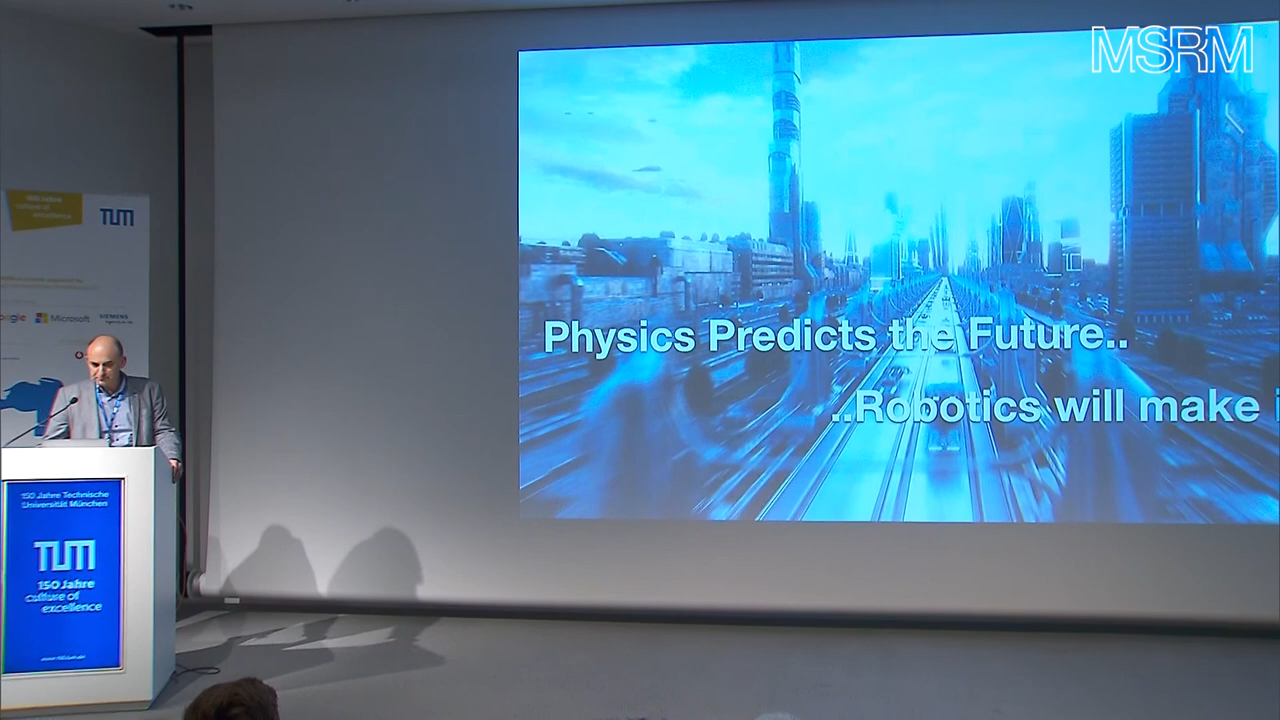 MSRM
Physics Predicts the Future..
..Robotics will make i
150 Jahre
culture of
excellence
TUM
Microsoft
SIEMENS
150 Jahre Technische
Universität München
TUM
150 Jahre
culture of
excellence